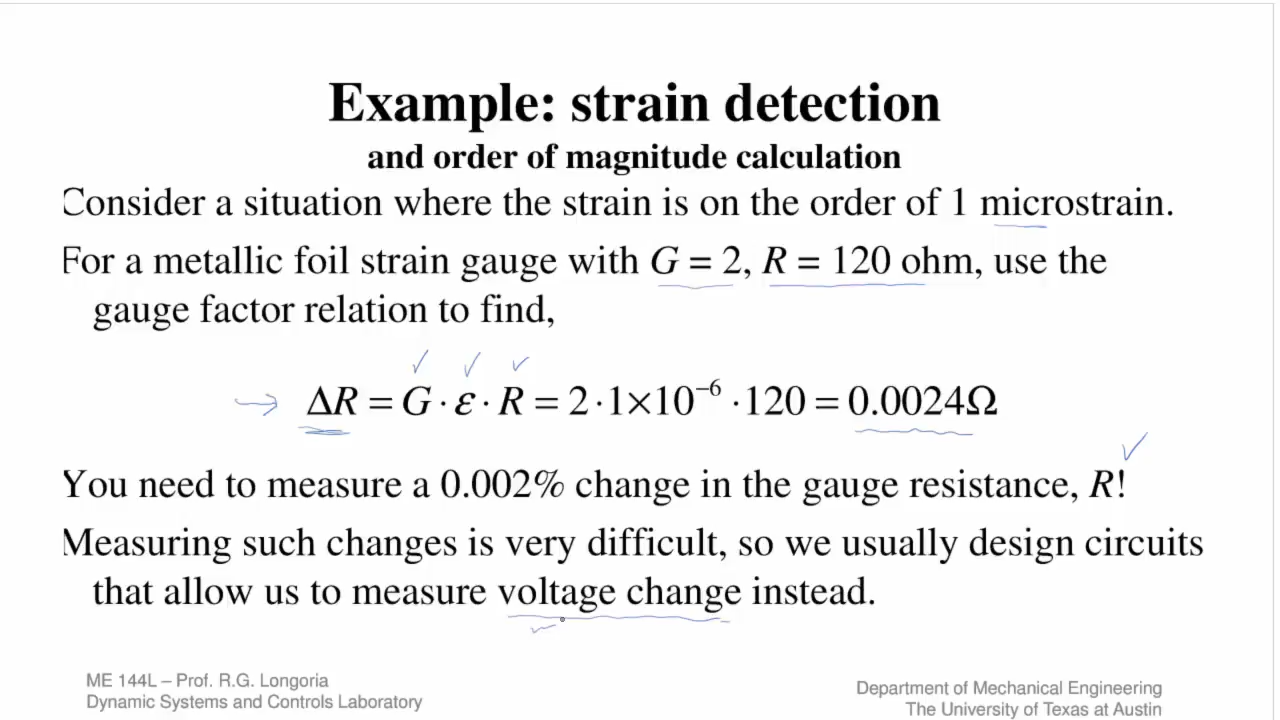 Example: strain detection
and order of magnitude calculation
Consider a situation where the strain is on the order of 1 microstrain.
For a metallic foil strain gauge with G = 2, R = 120 ohm, use the
gauge factor relation to find,
ΔR = G · ε · R = 2 · 1×10⁻⁶ · 120 = 0.0024Ω
You need to measure a 0.002% change in the gauge resistance, R!
Measuring such changes is very difficult, so we usually design circuits
that allow us to measure voltage change instead.
ME 144L – Prof. R.G. Longoria
Dynamic Systems and Controls Laboratory
Department of Mechanical Engineering
The University of Texas at Austin